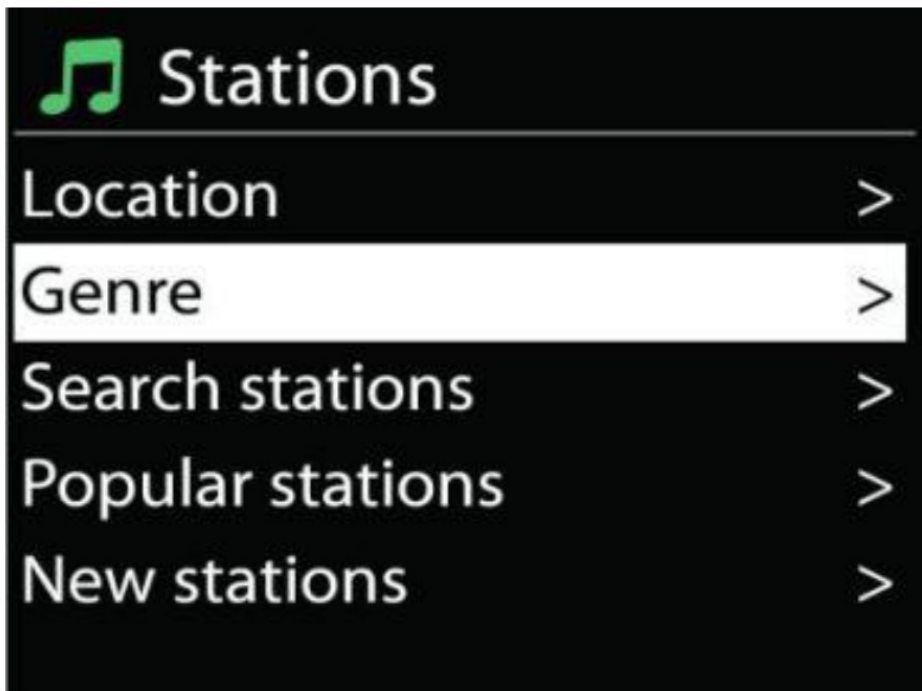 Stations
Location >
Genre >
Search stations >
Popular stations >
New stations >